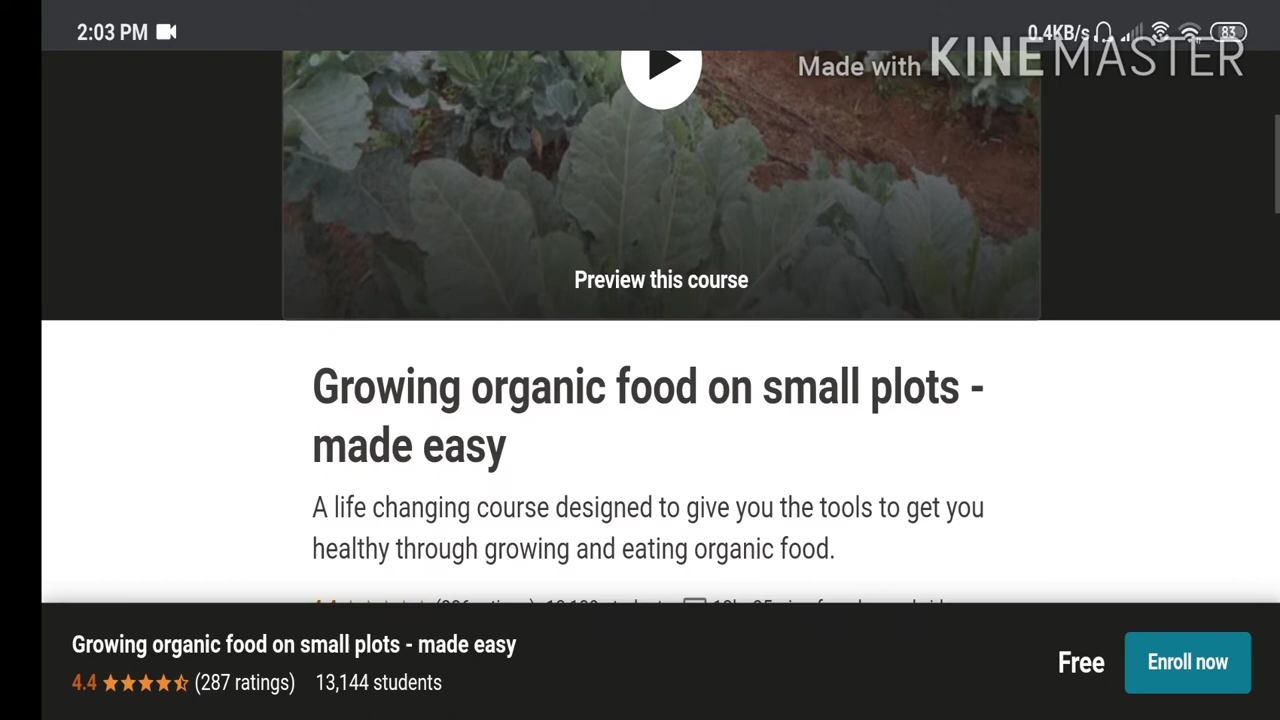 2:03 PM
0.4KB/s
83
Made with KINEMASTER
Preview this course
Growing organic food on small plots -
made easy
A life changing course designed to give you the tools to get you
healthy through growing and eating organic food.
Growing organic food on small plots - made easy
4.4 (287 ratings) 13,144 students
Free
Enroll now